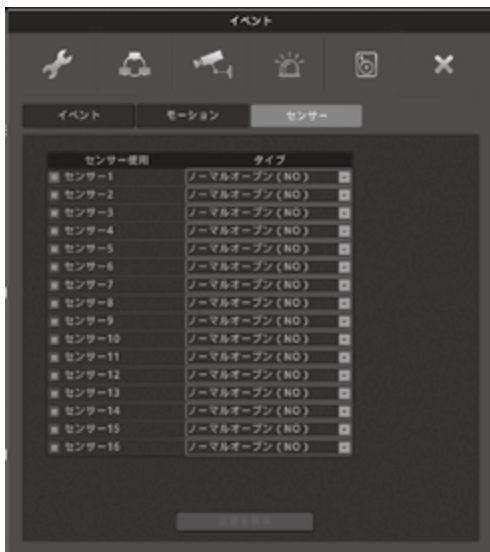 イベント
イベント モーション センサー
センサー使用 タイプ
センサー1 ノーマルオープン(NO)
センサー2 ノーマルオープン(NO)
センサー3 ノーマルオープン(NO)
センサー4 ノーマルオープン(NO)
センサー5 ノーマルオープン(NO)
センサー6 ノーマルオープン(NO)
センサー7 ノーマルオープン(NO)
センサー8 ノーマルオープン(NO)
センサー9 ノーマルオープン(NO)
センサー10 ノーマルオープン(NO)
センサー11 ノーマルオープン(NO)
センサー12 ノーマルオープン(NO)
センサー13 ノーマルオープン(NO)
センサー14 ノーマルオープン(NO)
センサー15 ノーマルオープン(NO)
センサー16 ノーマルオープン(NO)